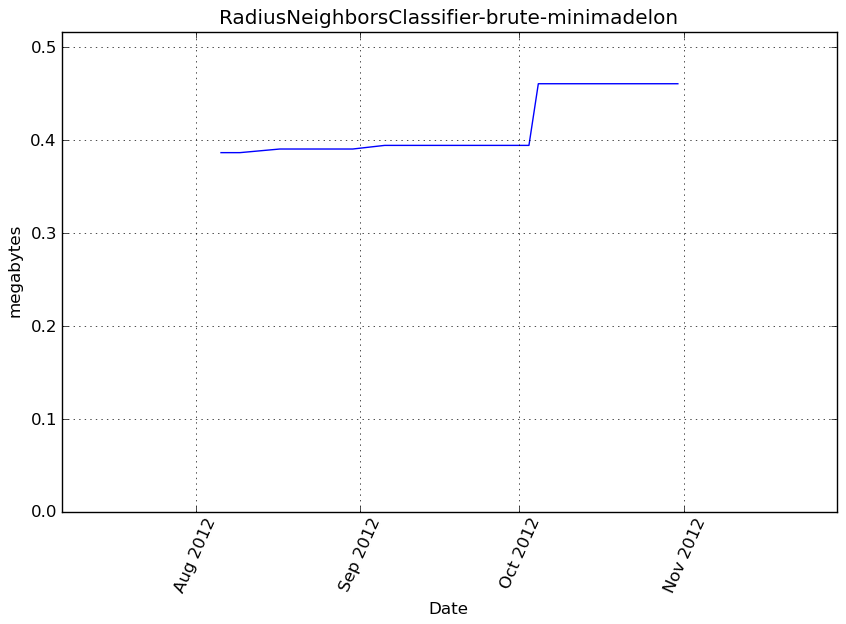 RadiusNeighborsClassifier-brute-minimadelon
0.5
0.4
0.3
0.2
0.1
0.0
megabytes
Aug 2012
Sep 2012
Oct 2012
Nov 2012
Date